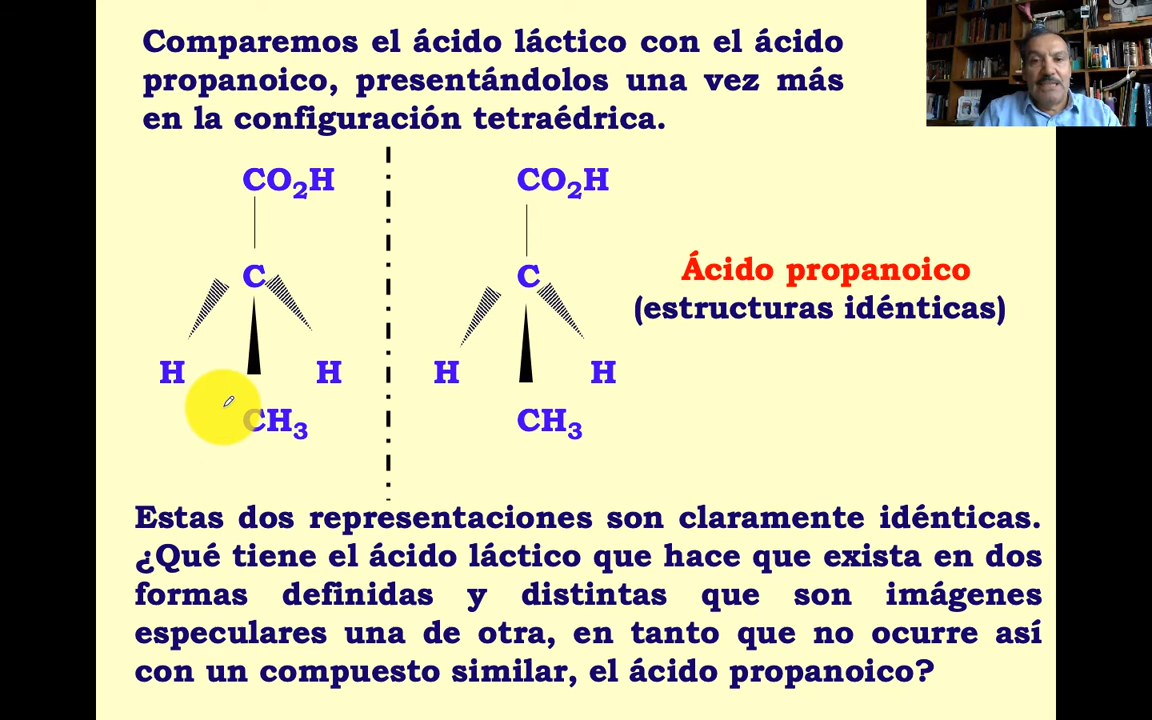 Comparemos el ácido láctico con el ácido
propanoico, presentándolos una vez más
en la configuración tetraédrica.
CO2H CO2H
C C
Ácido propanoico
(estructuras idénticas)
H H H H
CH3 CH3
Estas dos representaciones son claramente idénticas.
¿Qué tiene el ácido láctico que hace que exista en dos
formas definidas y distintas que son imágenes
especulares una de otra, en tanto que no ocurre así
con un compuesto similar, el ácido propanoico?